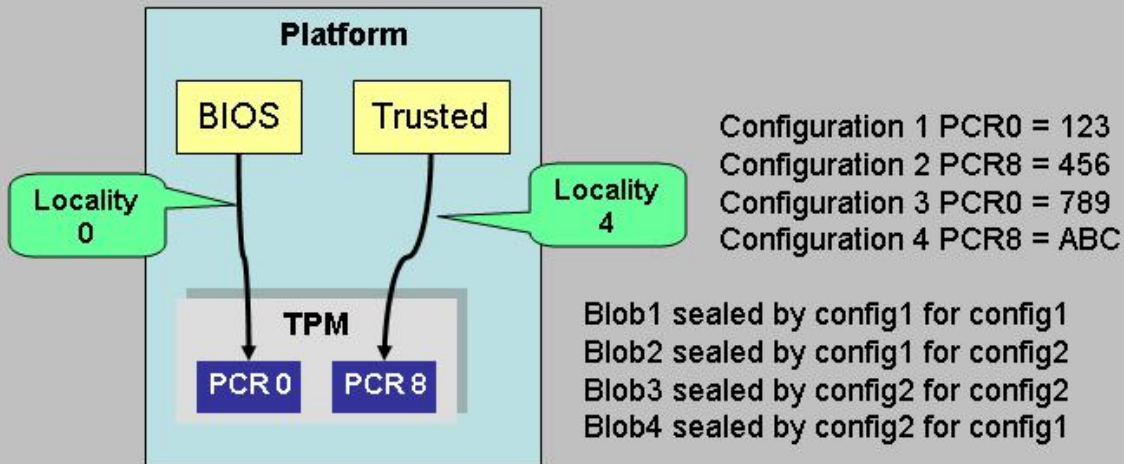 Platform
BIOS
Trusted
Locality
0
Locality
4
TPM
PCR 0
PCR 8
Configuration 1 PCR0 = 123
Configuration 2 PCR8 = 456
Configuration 3 PCR0 = 789
Configuration 4 PCR8 = ABC
Blob1 sealed by config1 for config1
Blob2 sealed by config1 for config2
Blob3 sealed by config2 for config2
Blob4 sealed by config2 for config1